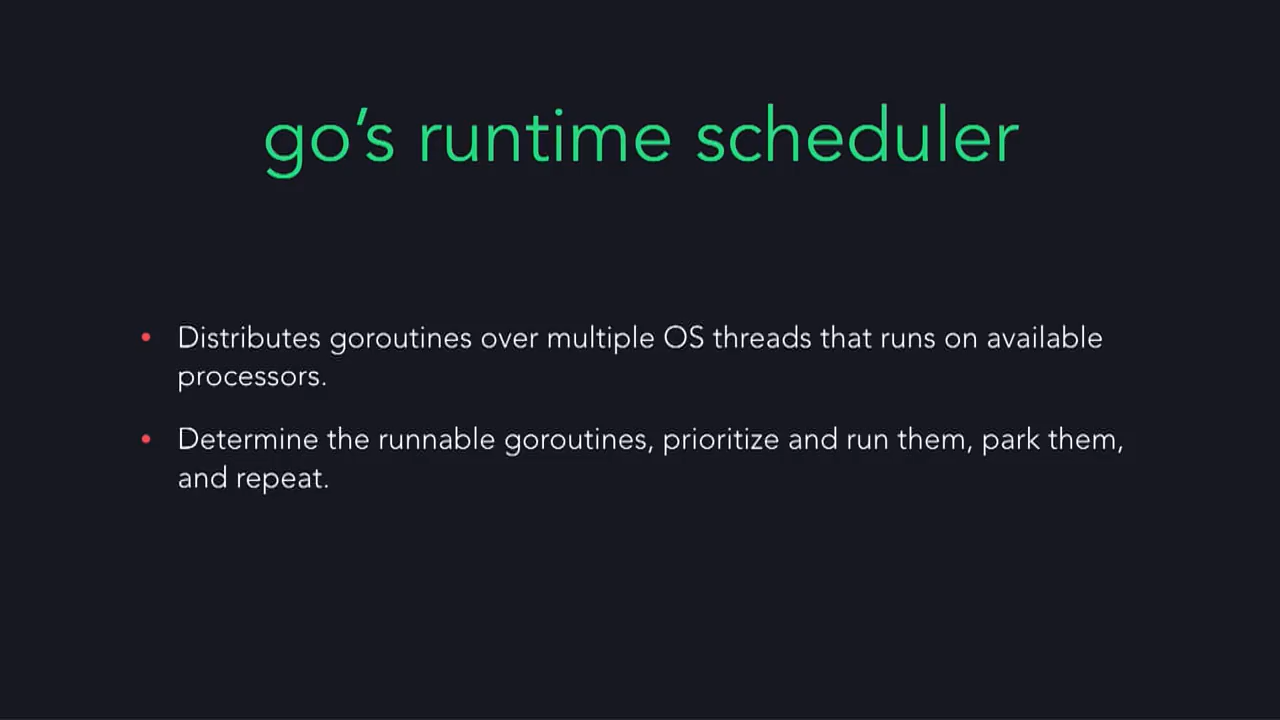 go’s runtime scheduler
• Distributes goroutines over multiple OS threads that runs on available
processors.
• Determine the runnable goroutines, prioritize and run them, park them,
and repeat.